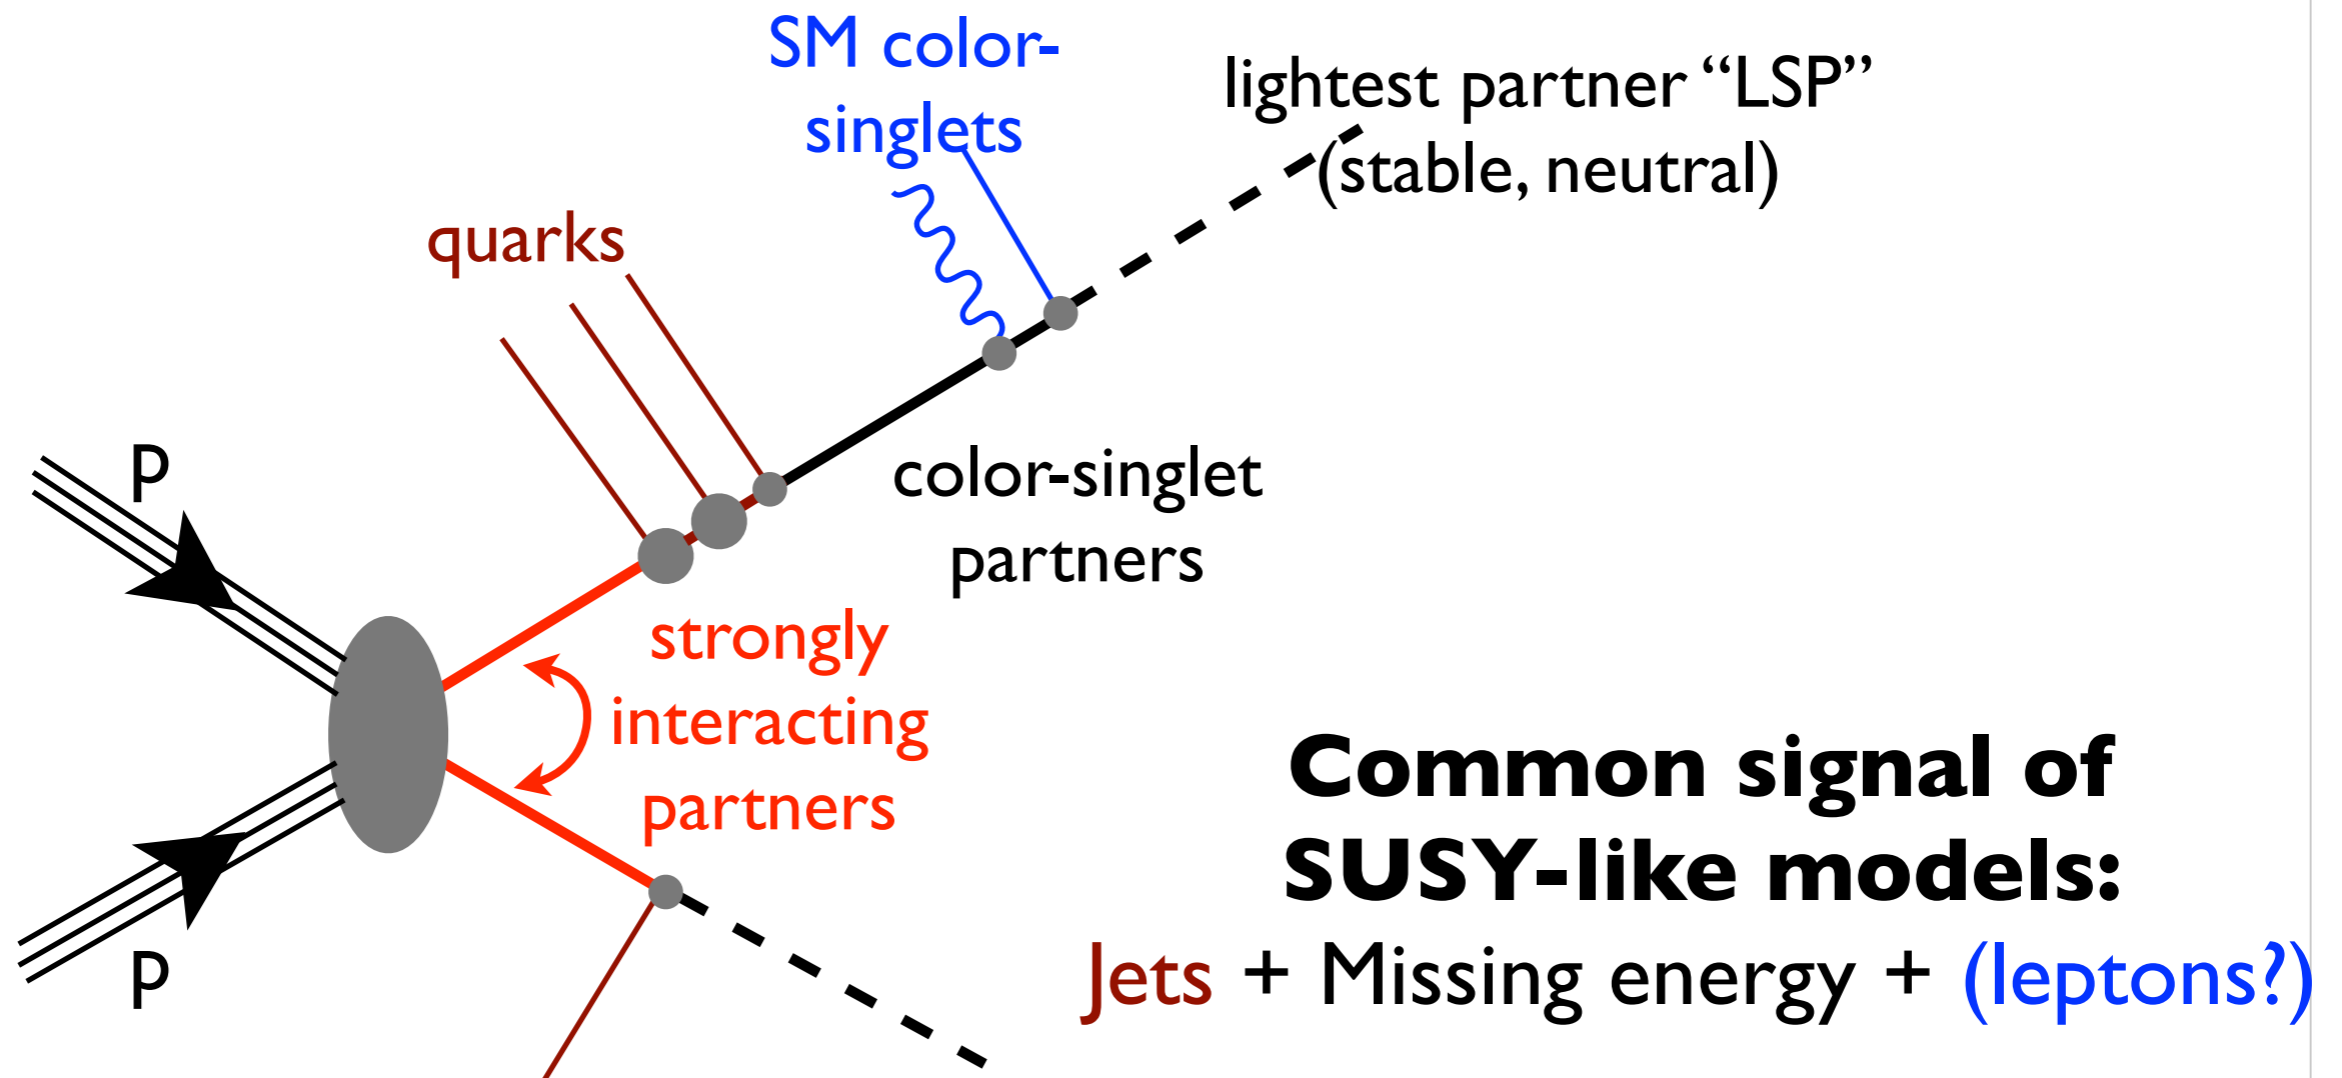 SM color-
singlets
lightest partner “LSP”
(stable, neutral)
quarks
p
color-singlet
partners
strongly
interacting
partners
p
Common signal of
SUSY-like models:
Jets + Missing energy + (leptons?)